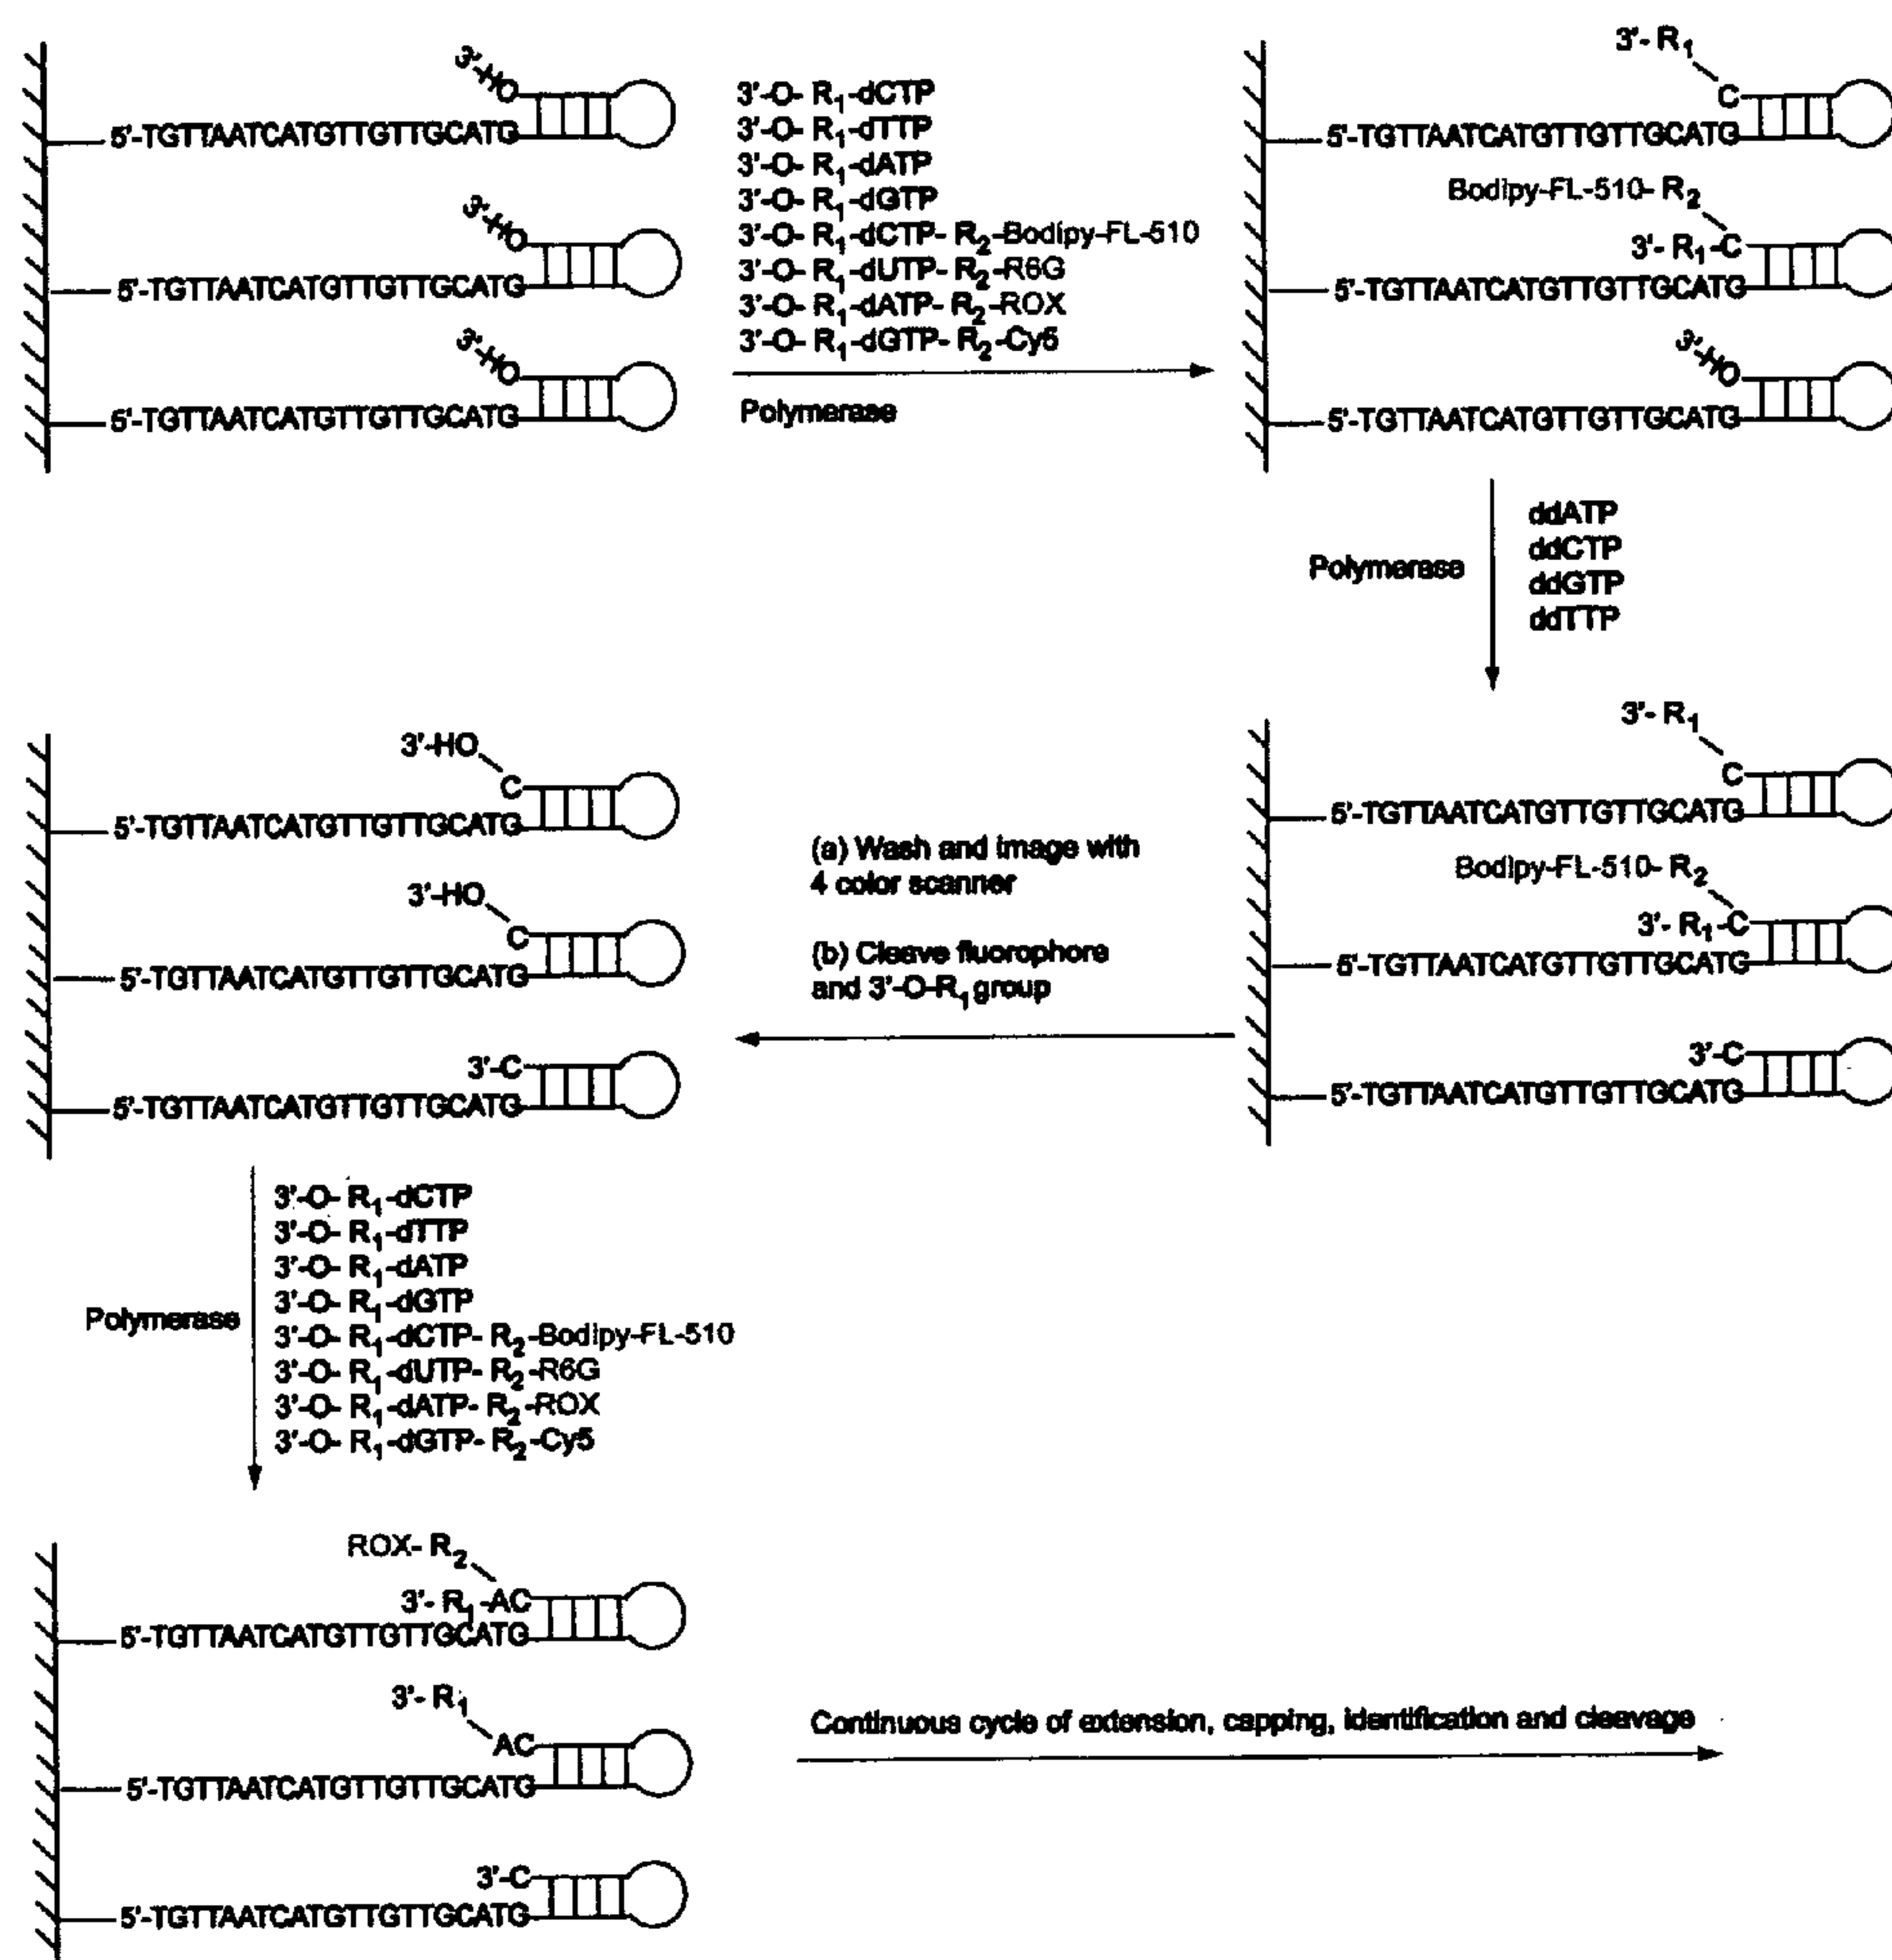 3'-HO
5'-TGTTAATCATGTTGTTGCATG
3'-HO
5'-TGTTAATCATGTTGTTGCATG
3'-HO
5'-TGTTAATCATGTTGTTGCATG
3'-O- R1-dCTP
3'-O- R1-dTTP
3'-O- R1-dATP
3'-O- R1-dGTP
3'-O- R1-dCTP- R2-Bodipy-FL-510
3'-O- R1-dUTP- R2-R6G
3'-O- R1-dATP- R2-ROX
3'-O- R1-dGTP- R2-Cy5
Polymerase
3'- R1
C
5'-TGTTAATCATGTTGTTGCATG
Bodipy-FL-510- R2
3'- R1-C
5'-TGTTAATCATGTTGTTGCATG
3'-HO
5'-TGTTAATCATGTTGTTGCATG
Polymerase
ddATP
ddCTP
ddGTP
ddTTP
3'- R1
C
5'-TGTTAATCATGTTGTTGCATG
Bodipy-FL-510- R2
3'- R1-C
5'-TGTTAATCATGTTGTTGCATG
3'-C
5'-TGTTAATCATGTTGTTGCATG
(a) Wash and image with
4 color scanner
(b) Cleave fluorophore
and 3'-O-R1 group
3'-HO
C
5'-TGTTAATCATGTTGTTGCATG
3'-HO
C
5'-TGTTAATCATGTTGTTGCATG
3'-C
5'-TGTTAATCATGTTGTTGCATG
Polymerase
3'-O- R1-dCTP
3'-O- R1-dTTP
3'-O- R1-dATP
3'-O- R1-dGTP
3'-O- R1-dCTP- R2-Bodipy-FL-510
3'-O- R1-dUTP- R2-R6G
3'-O- R1-dATP- R2-ROX
3'-O- R1-dGTP- R2-Cy5
ROX- R2
3'- R1-AC
5'-TGTTAATCATGTTGTTGCATG
3'- R1
AC
5'-TGTTAATCATGTTGTTGCATG
3'-C
5'-TGTTAATCATGTTGTTGCATG
Continuous cycle of extension, capping, identification and cleavage